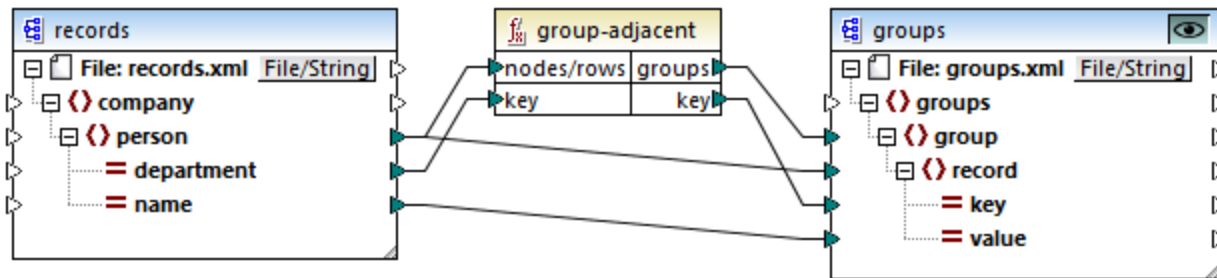 records
File: records.xml File/String
company
person
department
name
group-adjacent
nodes/rows groups
key key
groups
File: groups.xml File/String
groups
group
record
key
value